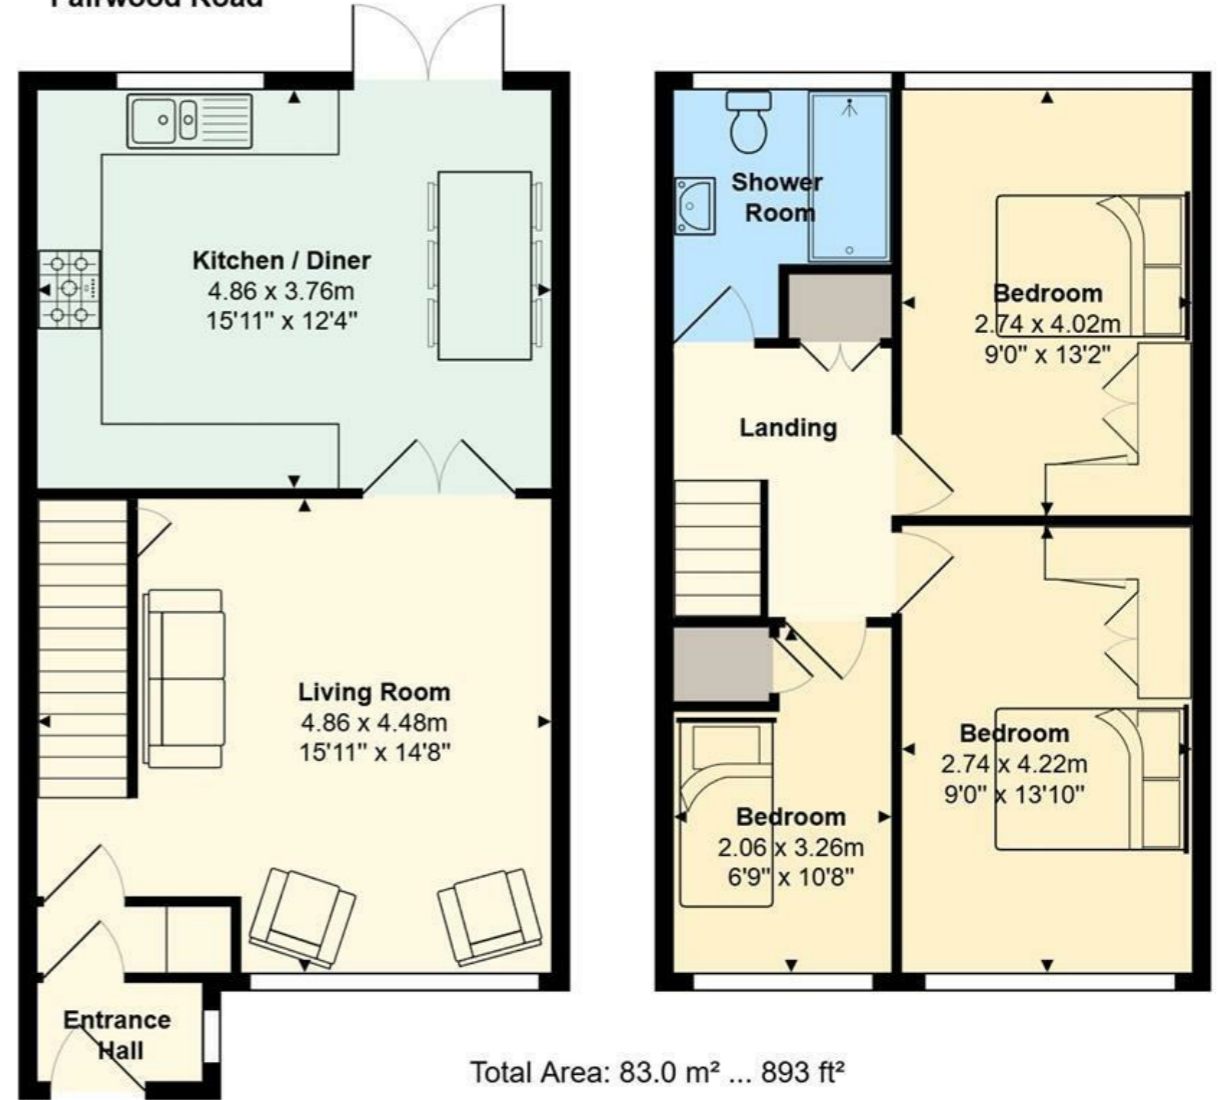 Fairwood Road
Kitchen / Diner
4.86 x 3.76m
15'11" x 12'4"
Living Room
4.86 x 4.48m
15'11" x 14'8"
Entrance
Hall
Shower
Room
Landing
Bedroom
2.74 x 4.02m
9'0" x 13'2"
Bedroom
2.74 x 4.22m
9'0" x 13'10"
Bedroom
2.06 x 3.26m
6'9" x 10'8"
Total Area: 83.0 m² ... 893 ft²